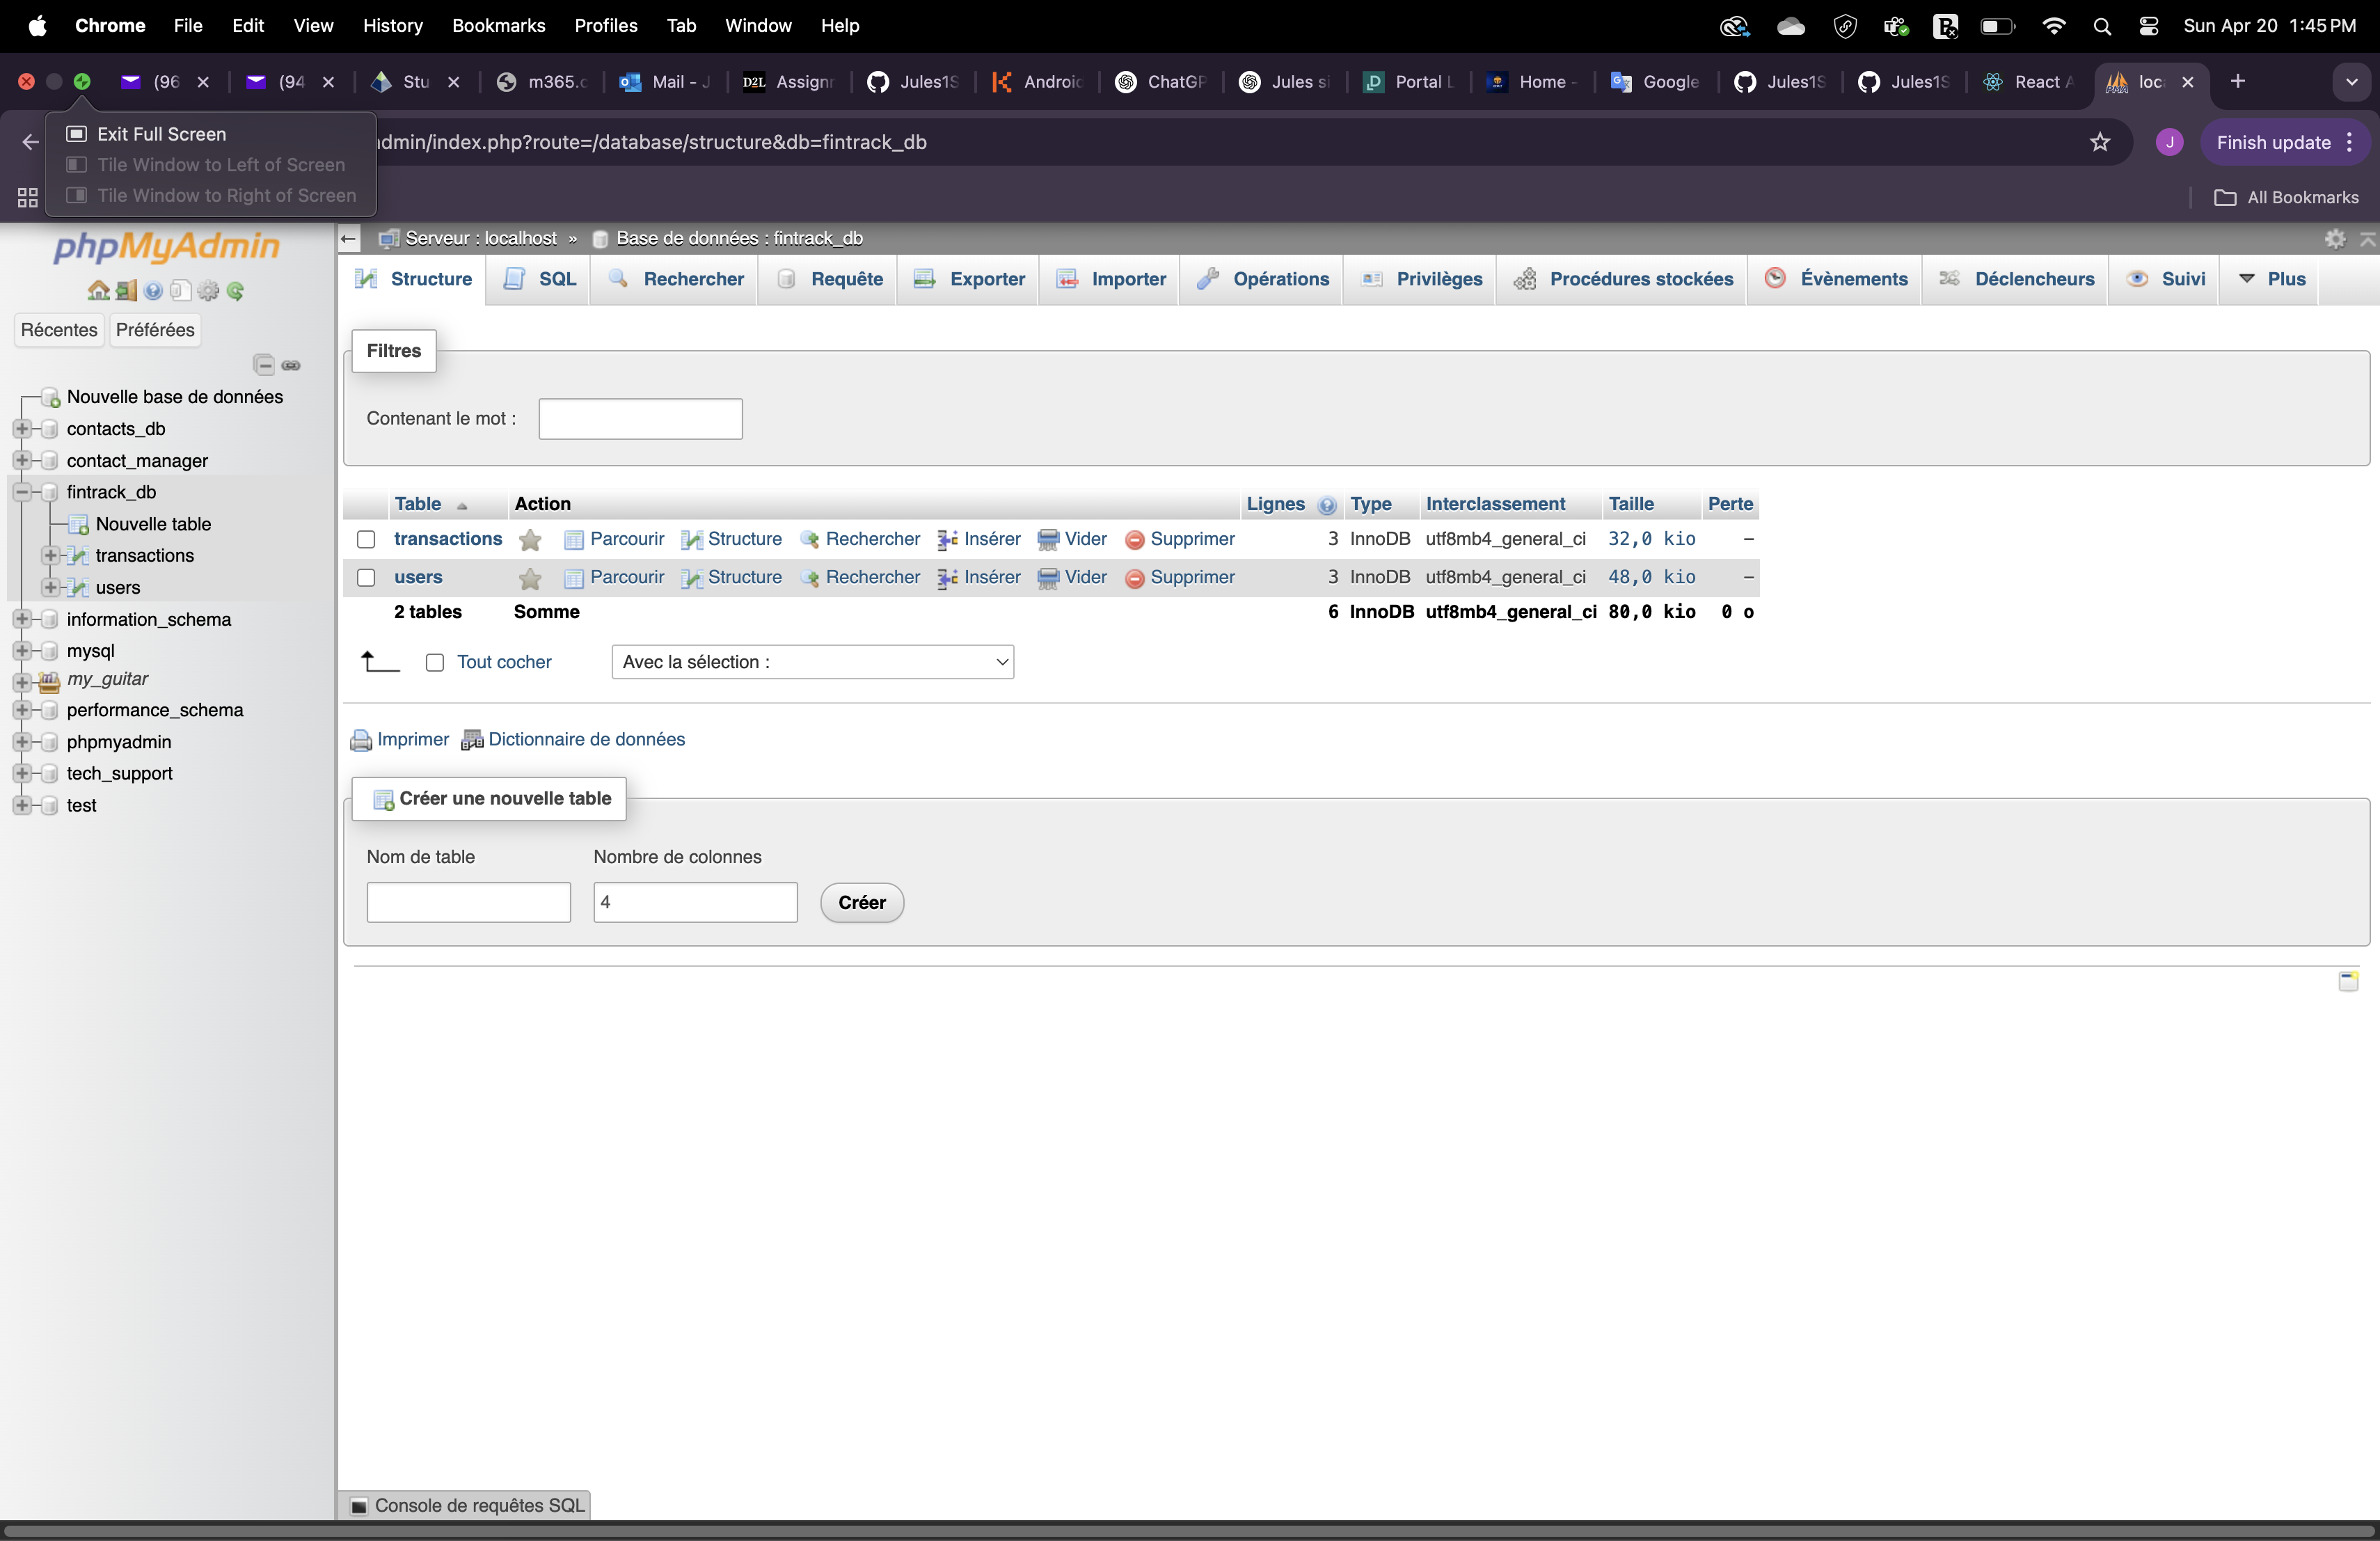 Chrome File Edit View History Bookmarks Profiles Tab Window Help Sun Apr 20 1:45 PM
(96 (94 Stu m365.c Mail - J D2L Assignr Jules1S Androic ChatGP Jules si Portal L Home - Google Jules1S Jules1S React A loc
Exit Full Screen
Tile Window to Left of Screen
Tile Window to Right of Screen
dmin/index.php?route=/database/structure&db=fintrack_db
J Finish update
All Bookmarks
phpMyAdmin
Récentes Préférées
Nouvelle base de données
contacts_db
contact_manager
fintrack_db
Nouvelle table
transactions
users
information_schema
mysql
my_guitar
performance_schema
phpmyadmin
tech_support
test
Serveur : localhost » Base de données : fintrack_db
Structure SQL Rechercher Requête Exporter Importer Opérations Privilèges Procédures stockées Évènements Déclencheurs Suivi Plus
Filtres
Contenant le mot :
Table Action Lignes Type Interclassement Taille Perte
transactions Parcourir Structure Rechercher Insérer Vider Supprimer 3 InnoDB utf8mb4_general_ci 32,0 kio –
users Parcourir Structure Rechercher Insérer Vider Supprimer 3 InnoDB utf8mb4_general_ci 48,0 kio –
2 tables Somme 6 InnoDB utf8mb4_general_ci 80,0 kio 0 o
Tout cocher Avec la sélection :
Imprimer Dictionnaire de données
Créer une nouvelle table
Nom de table Nombre de colonnes
4 Créer
Console de requêtes SQL